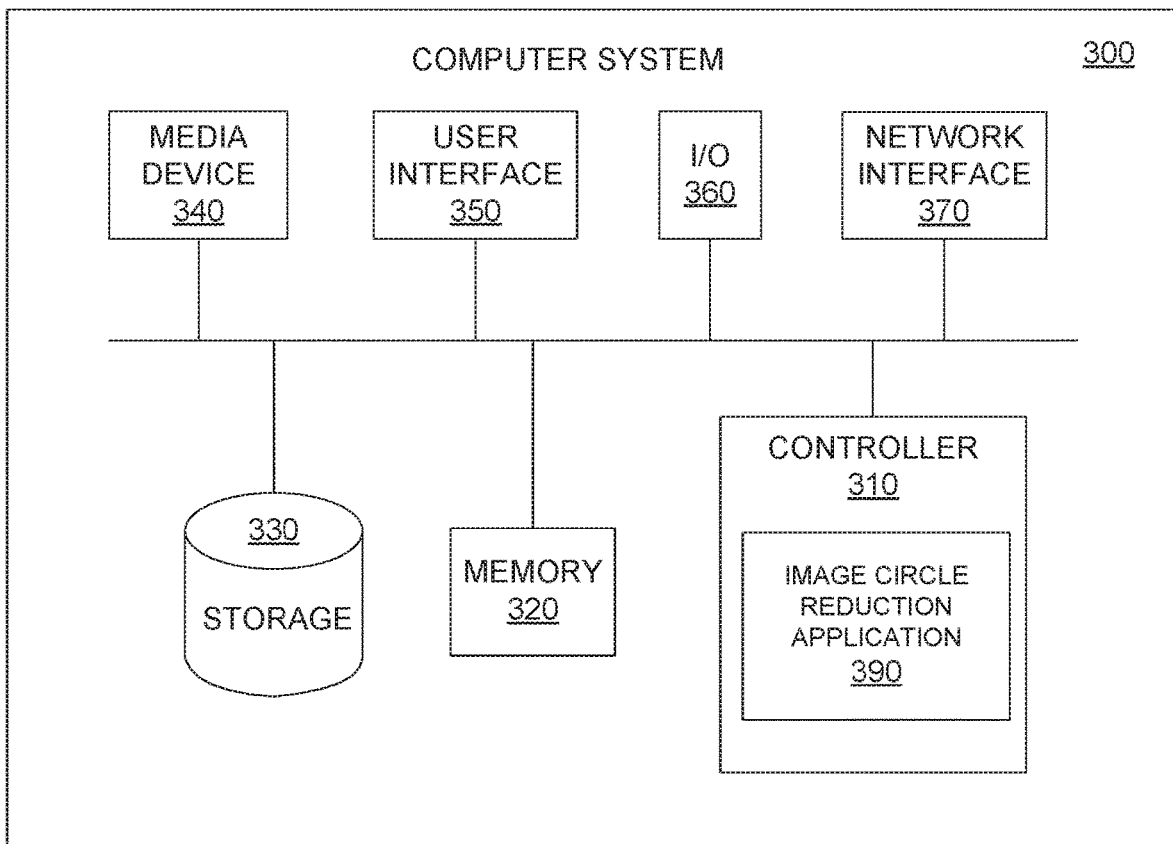 COMPUTER SYSTEM
300
MEDIA
DEVICE
340
USER
INTERFACE
350
I/O
360
NETWORK
INTERFACE
370
330
STORAGE
MEMORY
320
CONTROLLER
310
IMAGE CIRCLE
REDUCTION
APPLICATION
390